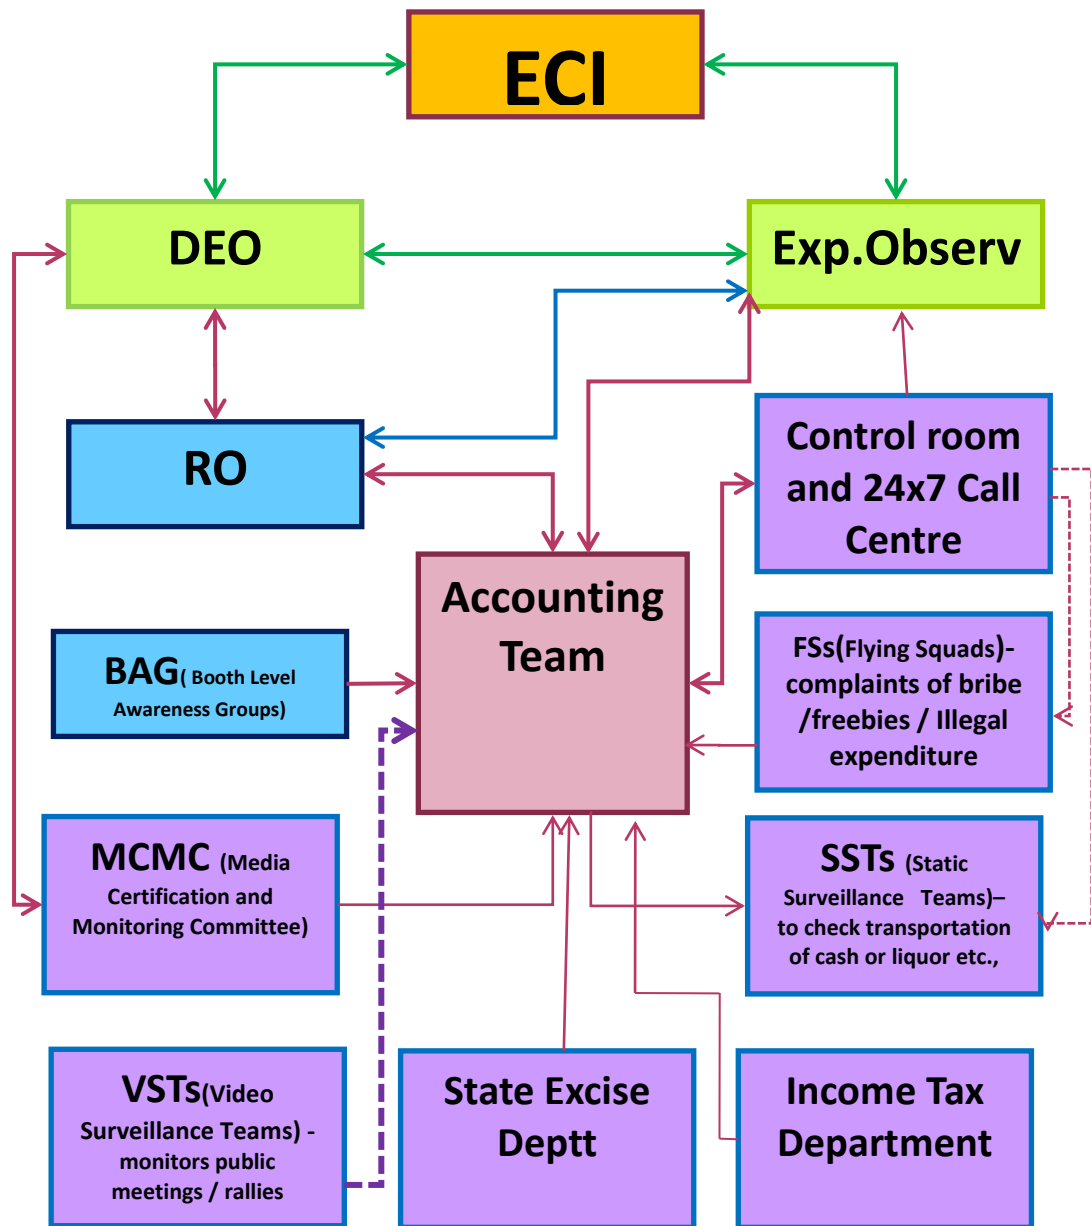 ECI
DEO
Exp.Observ
RO
Control room
and 24x7 Call
Centre
Accounting
Team
BAG( Booth Level
Awareness Groups)
FSs(Flying Squads)-
complaints of bribe
/freebies / Illegal
expenditure
MCMC (Media
Certification and
Monitoring Committee)
SSTs (Static
Surveillance Teams)–
to check transportation
of cash or liquor etc.,
VSTs(Video
Surveillance Teams) -
monitors public
meetings / rallies
State Excise
Deptt
Income Tax
Department